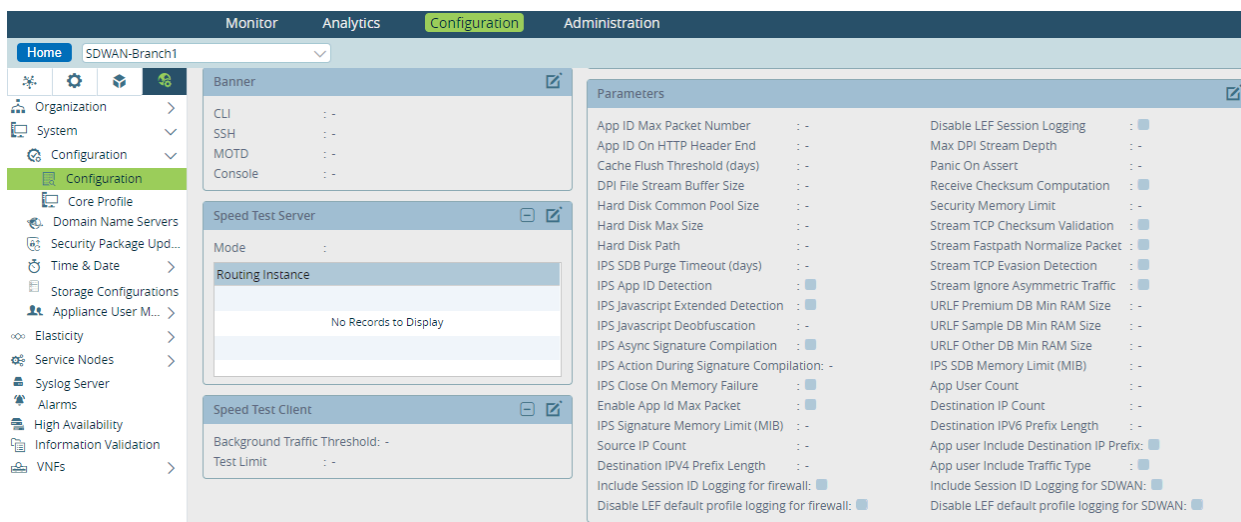 Monitor Analytics Configuration Administration
Home SDWAN-Branch1
Organization
System
Configuration
Configuration
Core Profile
Domain Name Servers
Security Package Upd...
Time & Date
Storage Configurations
Appliance User M...
Elasticity
Service Nodes
Syslog Server
Alarms
High Availability
Information Validation
VNFs
Banner
CLI : -
SSH : -
MOTD : -
Console : -
Speed Test Server
Mode :
Routing Instance
No Records to Display
Speed Test Client
Background Traffic Threshold: -
Test Limit : -
Parameters
App ID Max Packet Number : -
App ID On HTTP Header End : -
Cache Flush Threshold (days) : -
DPI File Stream Buffer Size : -
Hard Disk Common Pool Size : -
Hard Disk Max Size : -
Hard Disk Path : -
IPS SDB Purge Timeout (days) : -
IPS App ID Detection :
IPS Javascript Extended Detection :
IPS Javascript Deobfuscation : -
IPS Async Signature Compilation :
IPS Action During Signature Compilation: -
IPS Close On Memory Failure :
Enable App Id Max Packet :
IPS Signature Memory Limit (MIB) : -
Source IP Count : -
Destination IPV4 Prefix Length : -
Include Session ID Logging for firewall:
Disable LEF default profile logging for firewall:
Disable LEF Session Logging :
Max DPI Stream Depth : -
Panic On Assert : -
Receive Checksum Computation :
Security Memory Limit : -
Stream TCP Checksum Validation :
Stream Fastpath Normalize Packet :
Stream TCP Evasion Detection :
Stream Ignore Asymmetric Traffic :
URLF Premium DB Min RAM Size : -
URLF Sample DB Min RAM Size : -
URLF Other DB Min RAM Size : -
IPS SDB Memory Limit (MIB) : -
App User Count : -
Destination IP Count : -
Destination IPV6 Prefix Length : -
App user Include Destination IP Prefix:
App user Include Traffic Type :
Include Session ID Logging for SDWAN:
Disable LEF default profile logging for SDWAN: